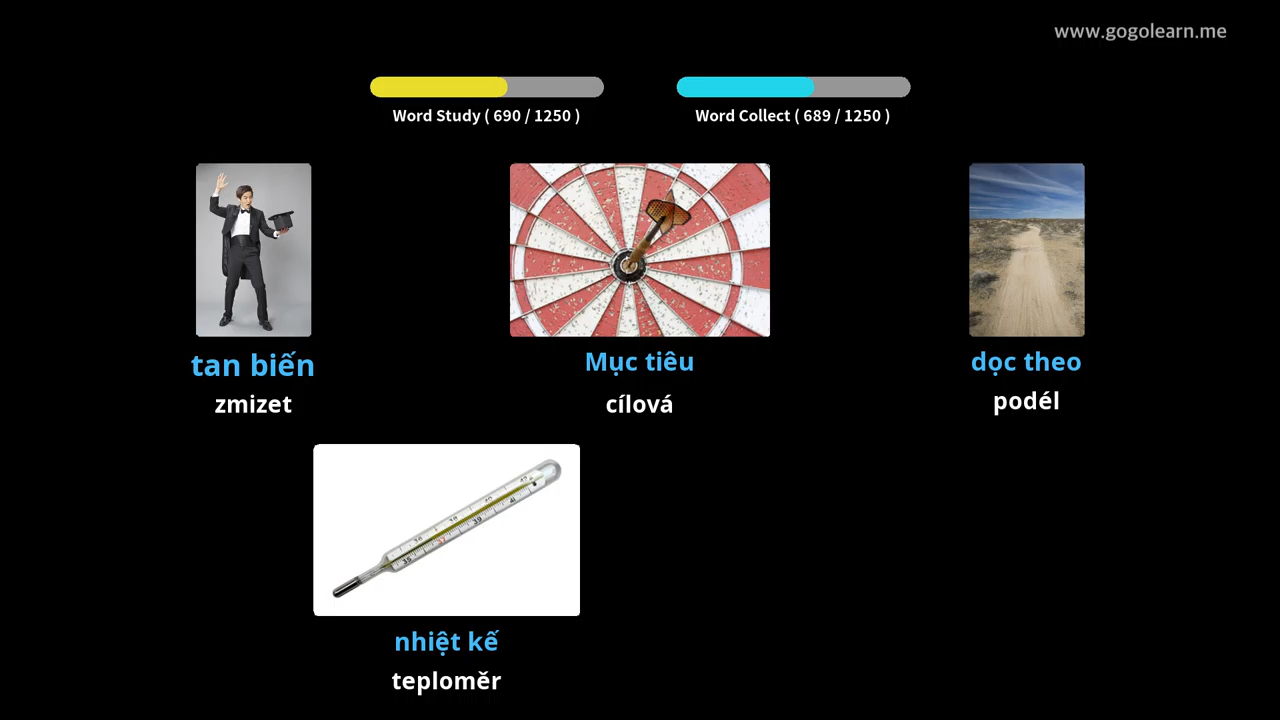 www.gogolearn.me
Word Study ( 690 / 1250 )
Word Collect ( 689 / 1250 )
tan biến
zmizet
Mục tiêu
cílová
dọc theo
podél
nhiệt kế
teploměr